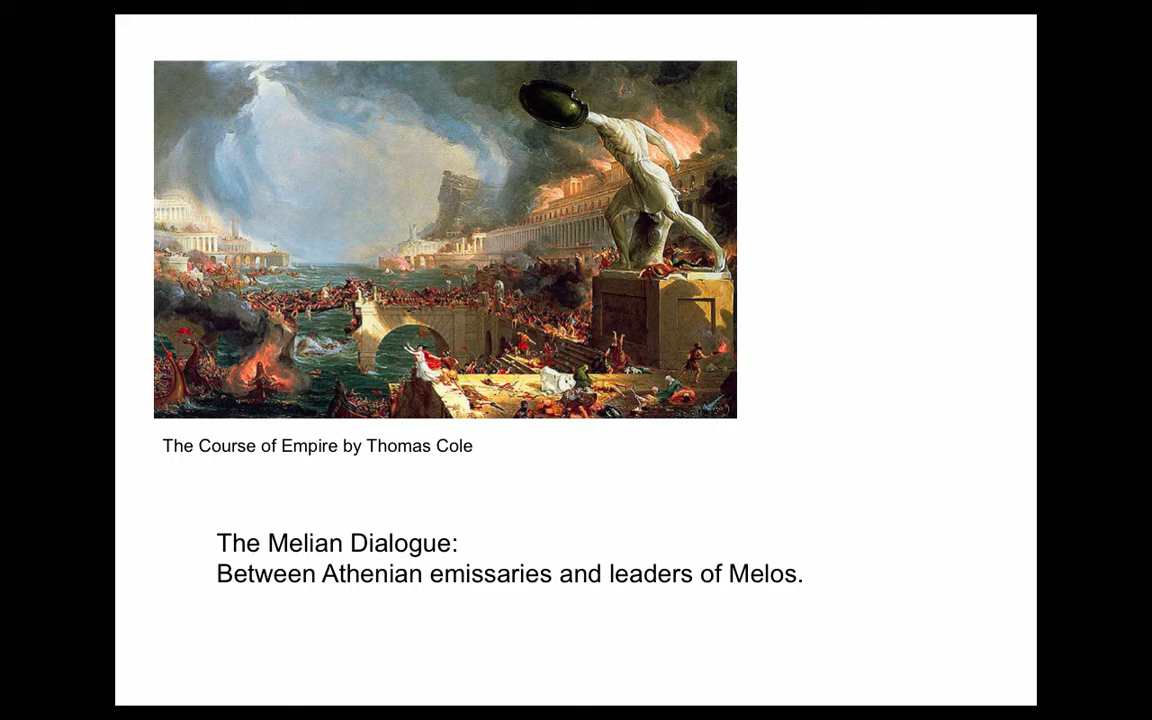 The Course of Empire by Thomas Cole
The Melian Dialogue:
Between Athenian emissaries and leaders of Melos.